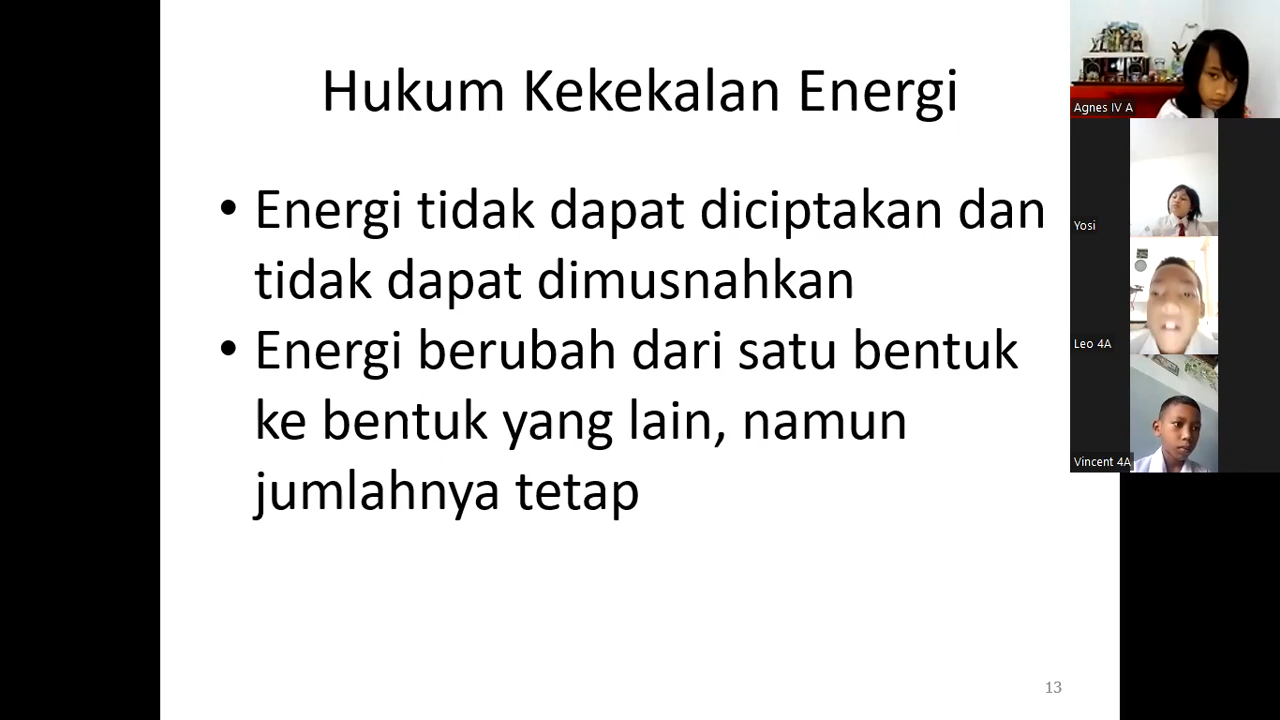 Hukum Kekekalan Energi
• Energi tidak dapat diciptakan dan
tidak dapat dimusnahkan
• Energi berubah dari satu bentuk
ke bentuk yang lain, namun
jumlahnya tetap
13
Agnes IV A
Yosi
Leo 4A
Vincent 4A